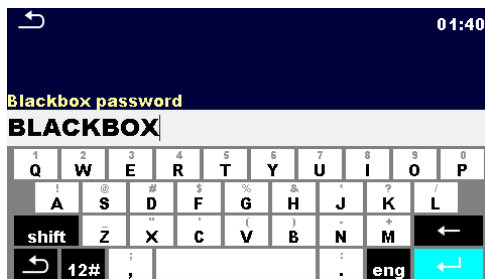 01:40
Blackbox password
BLACKBOX
1 2 3 4 5 6 7 8 9 0
Q W E R T Y U I O P
! @ # $ % & * ? /
A S D F G H J K L
_ " ' ( ) - +
shift Z X C V B N M ←
; :
12# , . eng